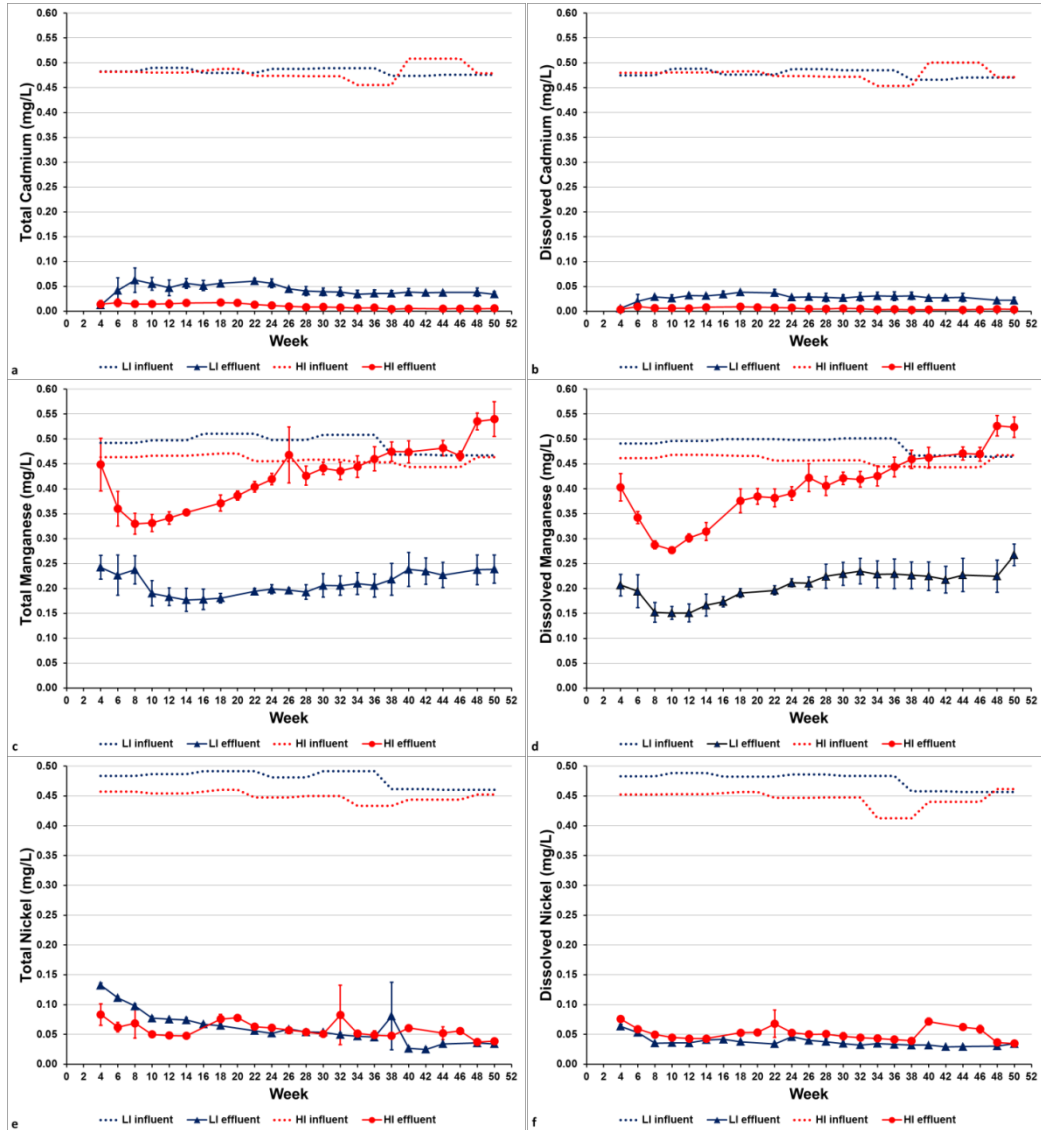 0.60
0.55
0.50
0.45
0.40
0.35
0.30
0.25
0.20
0.15
0.10
0.05
0.00
Total Cadmium (mg/L)
0 2 4 6 8 10 12 14 16 18 20 22 24 26 28 30 32 34 36 38 40 42 44 46 48 50 52
Week
a
LI influent LI effluent HI influent HI effluent
0.60
0.55
0.50
0.45
0.40
0.35
0.30
0.25
0.20
0.15
0.10
0.05
0.00
Dissolved Cadmium (mg/L)
0 2 4 6 8 10 12 14 16 18 20 22 24 26 28 30 32 34 36 38 40 42 44 46 48 50 52
Week
b
LI influent LI effluent HI influent HI effluent
0.60
0.55
0.50
0.45
0.40
0.35
0.30
0.25
0.20
0.15
0.10
0.05
0.00
Total Manganese (mg/L)
0 2 4 6 8 10 12 14 16 18 20 22 24 26 28 30 32 34 36 38 40 42 44 46 48 50 52
Week
c
LI influent LI effluent HI influent HI effluent
0.60
0.55
0.50
0.45
0.40
0.35
0.30
0.25
0.20
0.15
0.10
0.05
0.00
Dissolved Manganese (mg/L)
0 2 4 6 8 10 12 14 16 18 20 22 24 26 28 30 32 34 36 38 40 42 44 46 48 50 52
Week
d
LI influent LI effluent HI influent HI effluent
0.50
0.45
0.40
0.35
0.30
0.25
0.20
0.15
0.10
0.05
0.00
Total Nickel (mg/L)
0 2 4 6 8 10 12 14 16 18 20 22 24 26 28 30 32 34 36 38 40 42 44 46 48 50 52
Week
e
LI influent LI effluent HI influent HI effluent
0.50
0.45
0.40
0.35
0.30
0.25
0.20
0.15
0.10
0.05
0.00
Dissolved Nickel (mg/L)
0 2 4 6 8 10 12 14 16 18 20 22 24 26 28 30 32 34 36 38 40 42 44 46 48 50 52
Week
f
LI influent LI effluent HI influent HI effluent